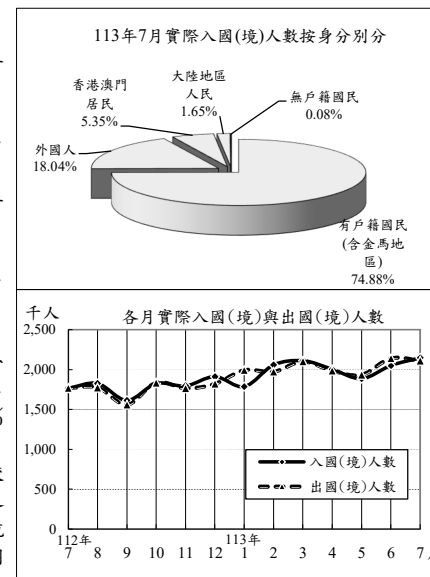 113年7月實際入國(境)人數按身分別分
香港澳門
居民
5.35%
大陸地區
人民
1.65%
無戶籍國民
0.08%
外國人
18.04%
有戶籍國民
(含金馬地
區)
74.88%
千人
各月實際入國(境)與出國(境)人數
2,500
2,000
1,500
1,000
500
0
入國(境)人數
出國(境)人數
112年 113年
7 8 9 10 11 12 1 2 3 4 5 6 7月